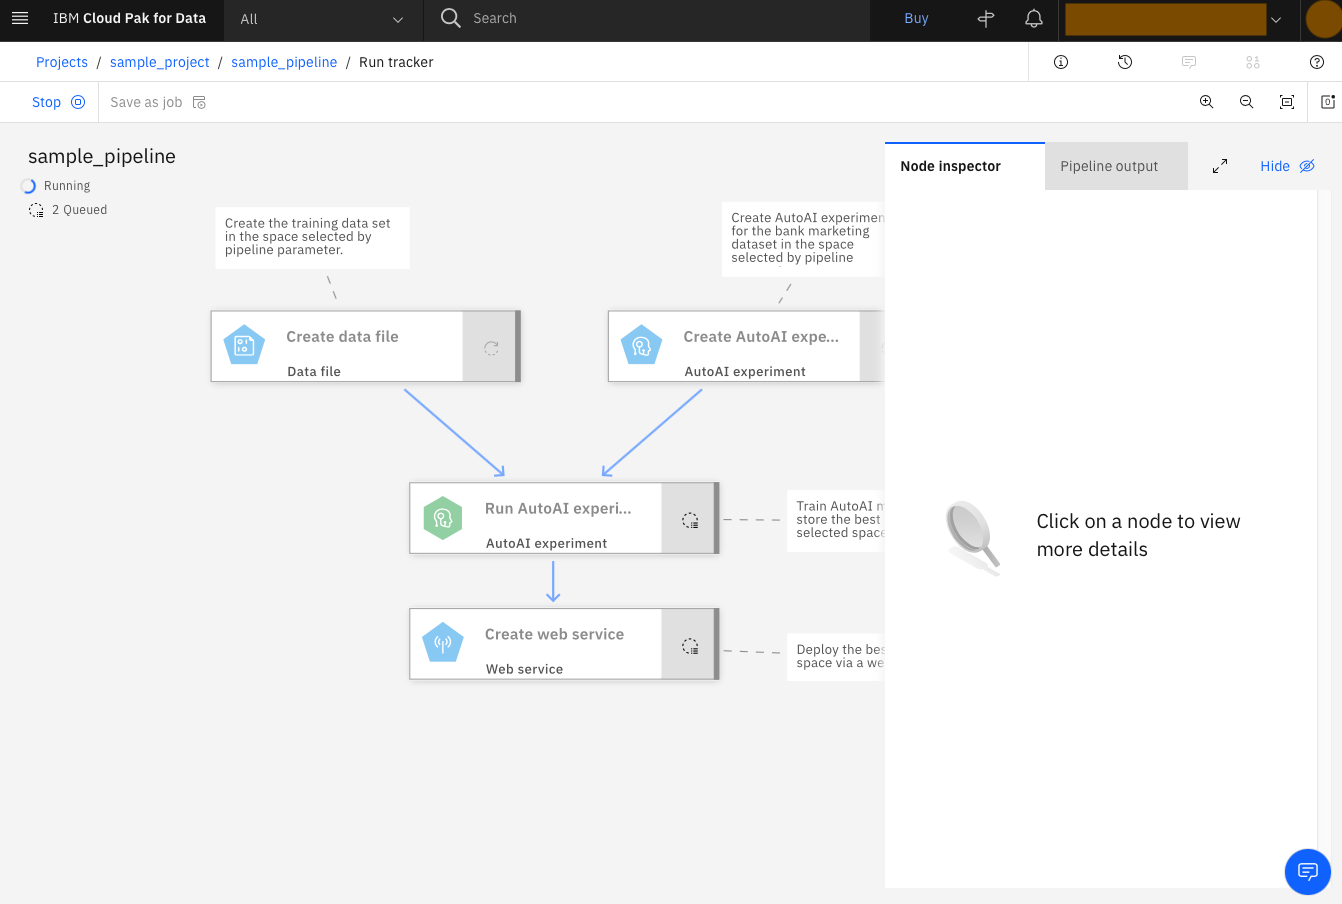 IBM Cloud Pak for Data
All
Search
Buy
Projects / sample_project / sample_pipeline / Run tracker
Stop
Save as job
0
sample_pipeline
Running
2 Queued
Node inspector
Pipeline output
Hide
Create the training data set
in the space selected by
pipeline parameter.
Create AutoAI experimen
for the bank marketing
dataset in the space
selected by pipeline
Create data file
Data file
Create AutoAI expe...
AutoAI experiment
Run AutoAI experi...
AutoAI experiment
Train AutoAI m
store the best
selected space
Create web service
Web service
Deploy the bes
space via a we
Click on a node to view
more details